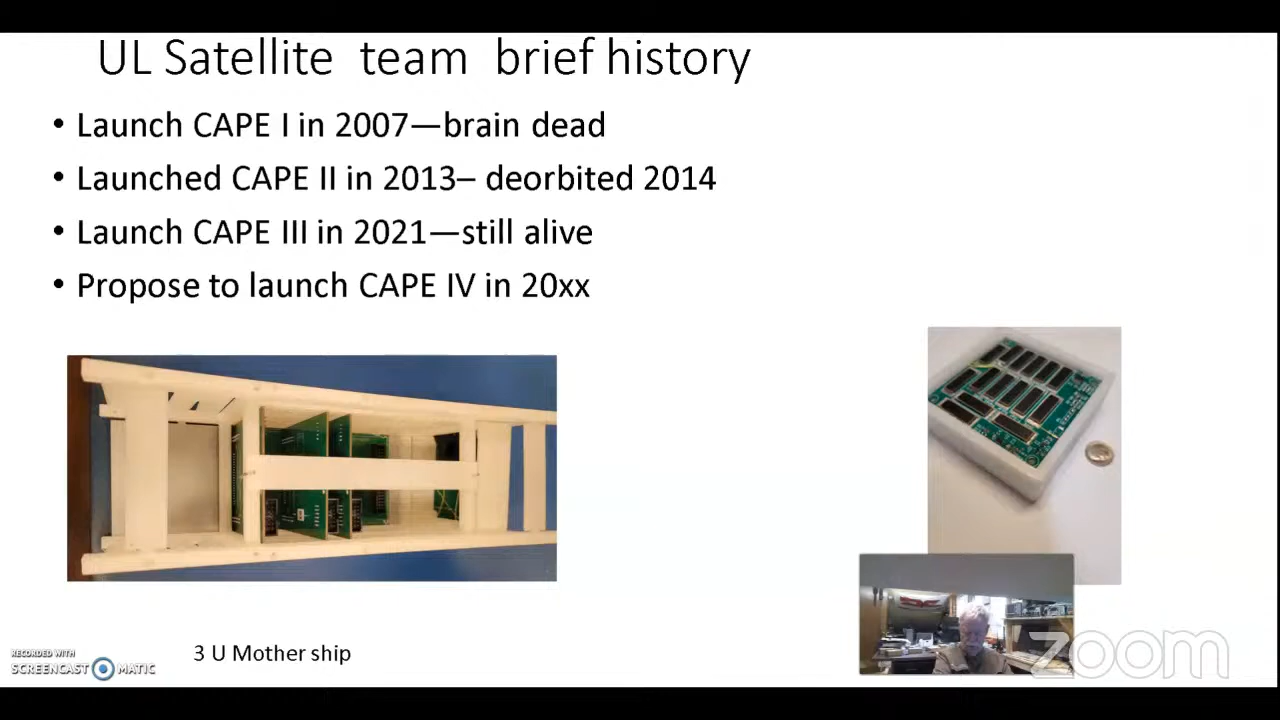 UL Satellite team brief history
• Launch CAPE I in 2007—brain dead
• Launched CAPE II in 2013– deorbited 2014
• Launch CAPE III in 2021—still alive
• Propose to launch CAPE IV in 20xx
3 U Mother ship
RECORDED WITH
SCREENCAST MATIC
zoom